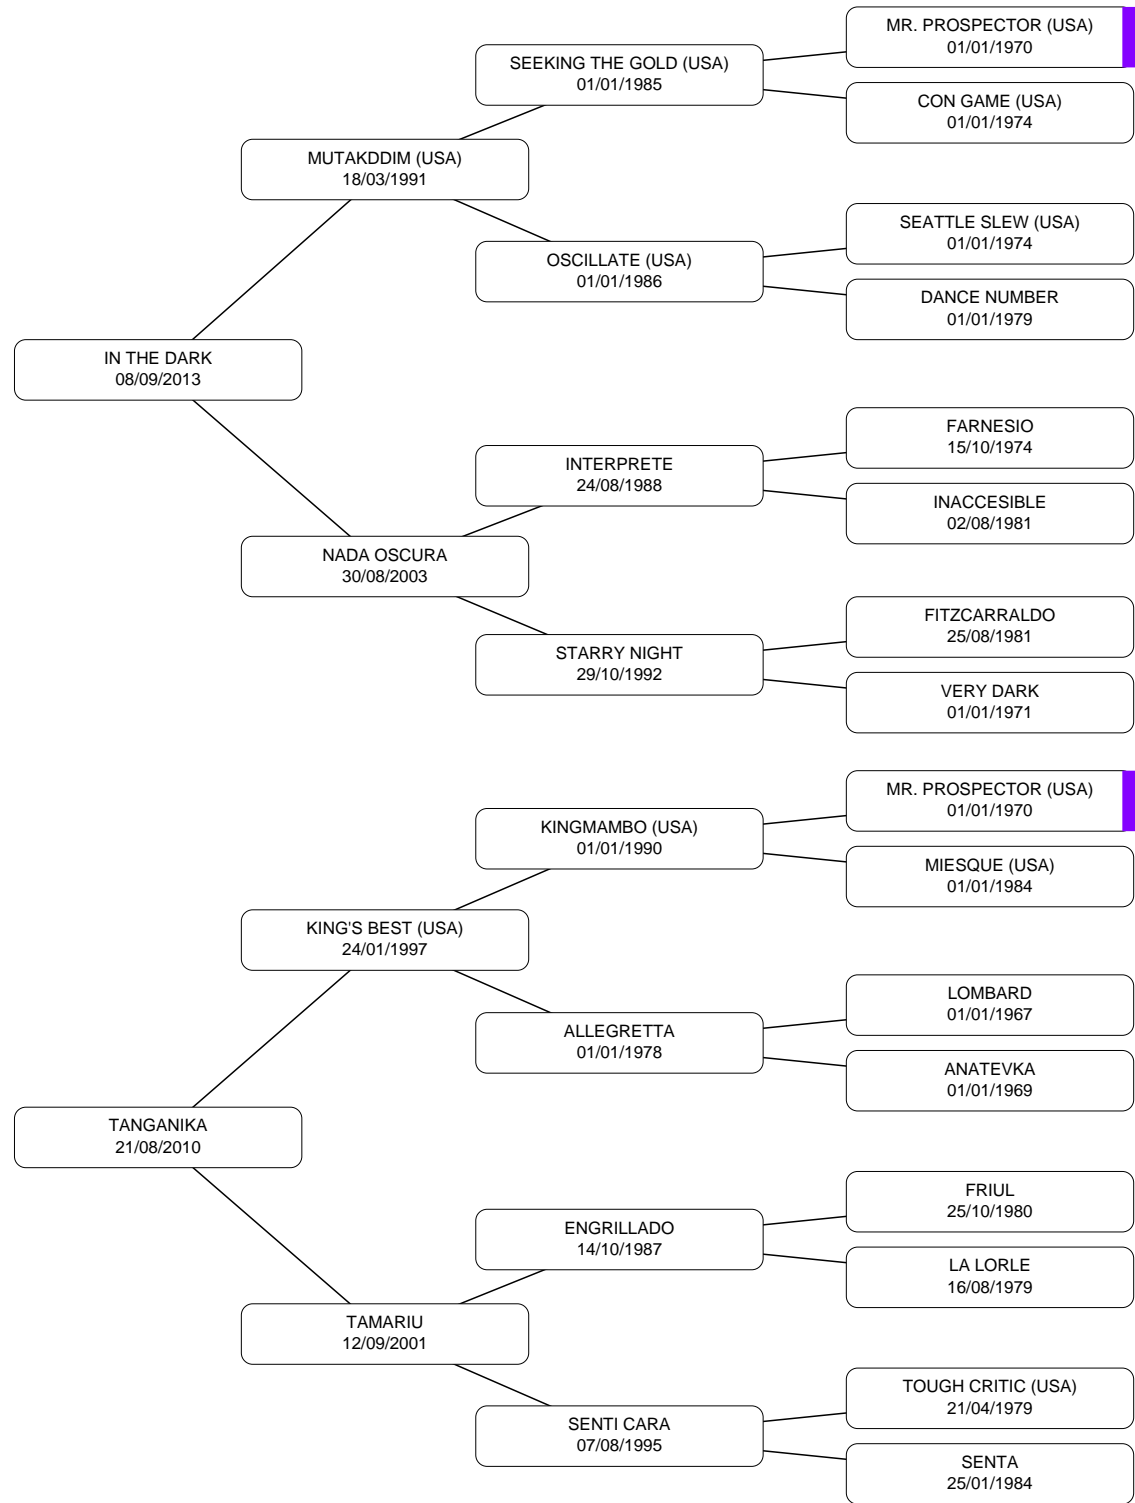 MR. PROSPECTOR (USA)
01/01/1970
SEEKING THE GOLD (USA)
01/01/1985
CON GAME (USA)
01/01/1974
MUTAKDDIM (USA)
18/03/1991
SEATTLE SLEW (USA)
01/01/1974
OSCILLATE (USA)
01/01/1986
DANCE NUMBER
01/01/1979
IN THE DARK
08/09/2013
FARNESIO
15/10/1974
INTERPRETE
24/08/1988
INACCESIBLE
02/08/1981
NADA OSCURA
30/08/2003
FITZCARRALDO
25/08/1981
STARRY NIGHT
29/10/1992
VERY DARK
01/01/1971
MR. PROSPECTOR (USA)
01/01/1970
KINGMAMBO (USA)
01/01/1990
MIESQUE (USA)
01/01/1984
KING'S BEST (USA)
24/01/1997
LOMBARD
01/01/1967
ALLEGRETTA
01/01/1978
ANATEVKA
01/01/1969
TANGANIKA
21/08/2010
FRIUL
25/10/1980
ENGRILLADO
14/10/1987
LA LORLE
16/08/1979
TAMARIU
12/09/2001
TOUGH CRITIC (USA)
21/04/1979
SENTI CARA
07/08/1995
SENTA
25/01/1984